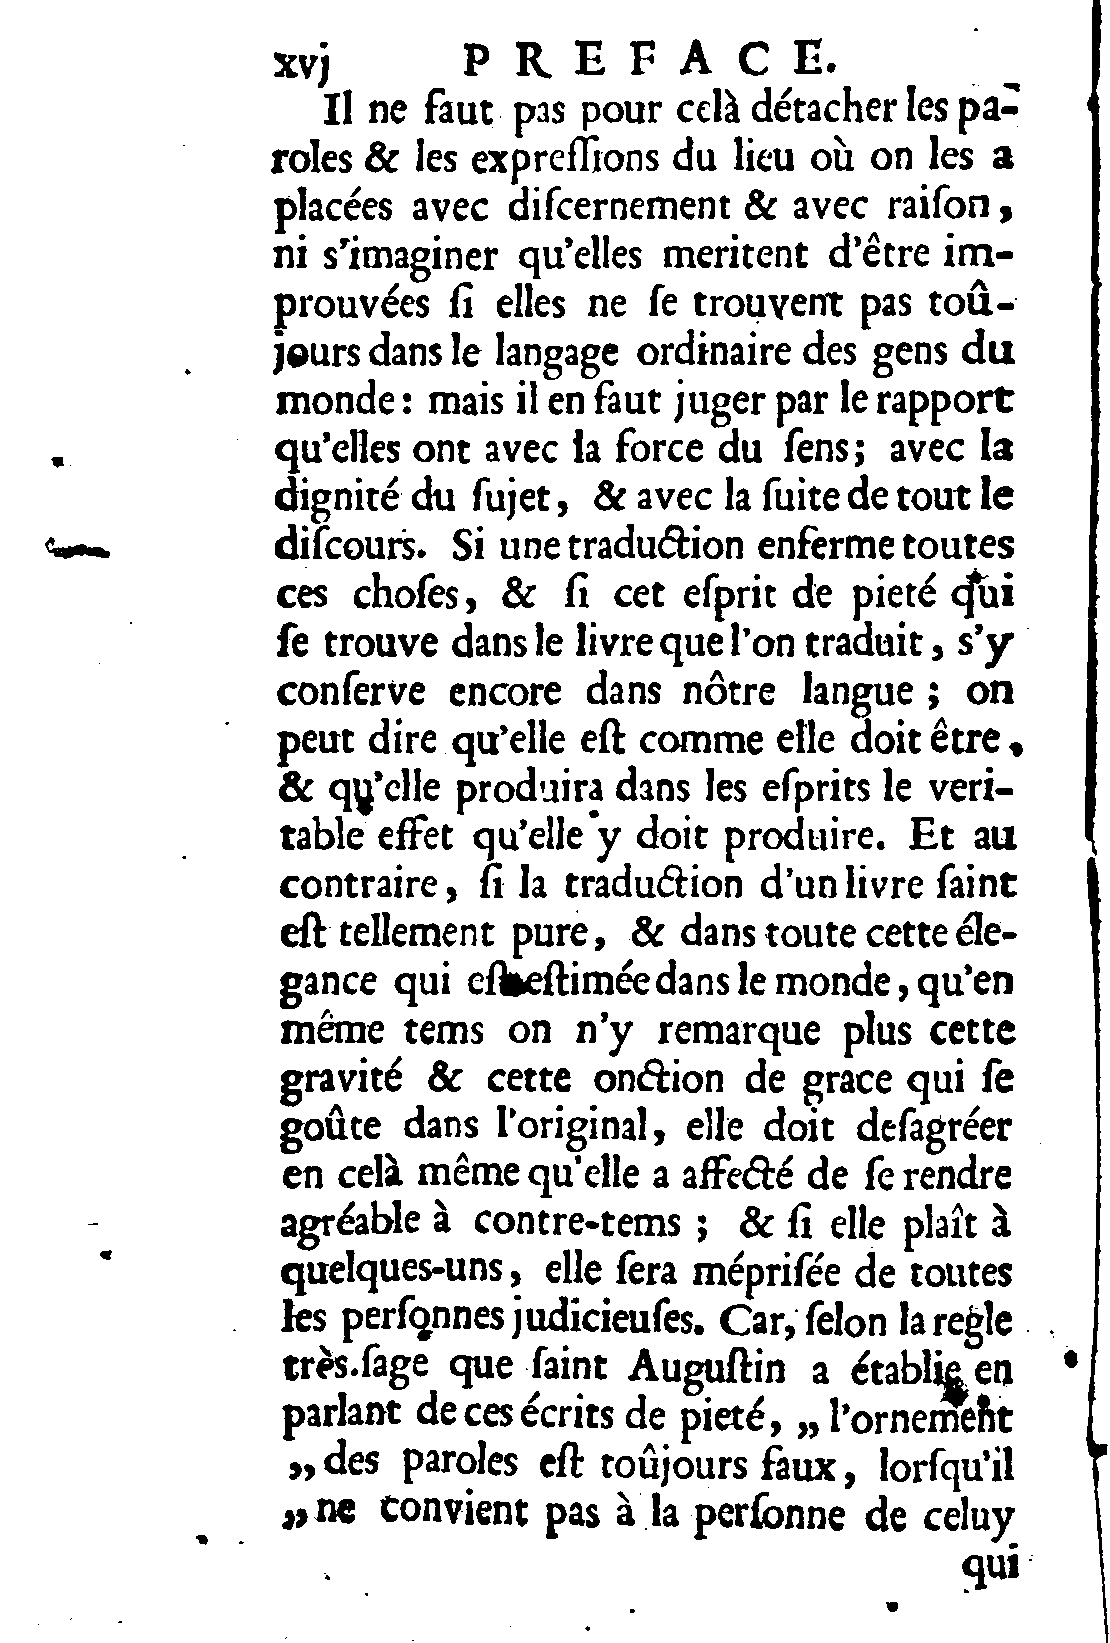 xvj PREFACE.
Il ne faut pas pour celà détacher les pa-
roles & les expreſſions du lieu où on les a
placées avec diſcernement & avec raiſon,
ni s'imaginer qu'elles meritent d'être im-
prouvées ſi elles ne ſe trouvent pas toû-
jours dans le langage ordinaire des gens du
monde: mais il en faut juger par le rapport
qu'elles ont avec la force du ſens; avec la
dignité du ſujet, & avec la ſuite de tout le
diſcours. Si une traduction enferme toutes
ces choſes, & ſi cet eſprit de pieté qui
ſe trouve dans le livre que l'on traduit, s'y
conſerve encore dans nôtre langue; on
peut dire qu'elle eſt comme elle doit être,
& qu'elle produira dans les eſprits le veri-
table effet qu'elle y doit produire. Et au
contraire, ſi la traduction d'un livre ſaint
eſt tellement pure, & dans toute cette éle-
gance qui eſt eſtimée dans le monde, qu'en
même tems on n'y remarque plus cette
gravité & cette onction de grace qui ſe
goûte dans l'original, elle doit deſagréer
en celà même qu'elle a affecté de ſe rendre
agréable à contre-tems; & ſi elle plaît à
quelques-uns, elle ſera mépriſée de toutes
les perſonnes judicieuſes. Car, ſelon la regle
très-ſage que ſaint Auguſtin a établie en
parlant de ces écrits de pieté, „ l'ornement
„ des paroles eſt toûjours faux, lorſqu'il
„ ne convient pas à la perſonne de celuy
qui